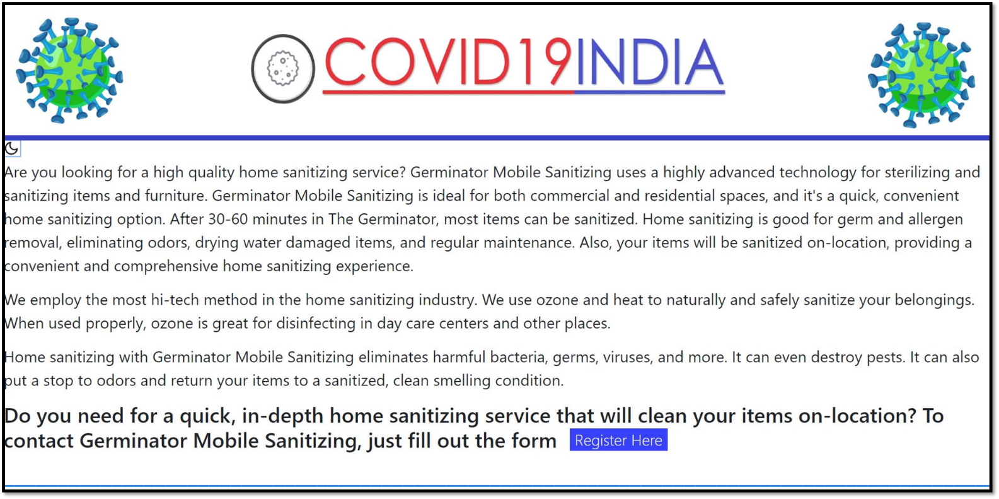 COVID19INDIA
Are you looking for a high quality home sanitizing service? Germinator Mobile Sanitizing uses a highly advanced technology for sterilizing and
sanitizing items and furniture. Germinator Mobile Sanitizing is ideal for both commercial and residential spaces, and it's a quick, convenient
home sanitizing option. After 30-60 minutes in The Germinator, most items can be sanitized. Home sanitizing is good for germ and allergen
removal, eliminating odors, drying water damaged items, and regular maintenance. Also, your items will be sanitized on-location, providing a
convenient and comprehensive home sanitizing experience.
We employ the most hi-tech method in the home sanitizing industry. We use ozone and heat to naturally and safely sanitize your belongings.
When used properly, ozone is great for disinfecting in day care centers and other places.
Home sanitizing with Germinator Mobile Sanitizing eliminates harmful bacteria, germs, viruses, and more. It can even destroy pests. It can also
put a stop to odors and return your items to a sanitized, clean smelling condition.
Do you need for a quick, in-depth home sanitizing service that will clean your items on-location? To
contact Germinator Mobile Sanitizing, just fill out the form Register Here